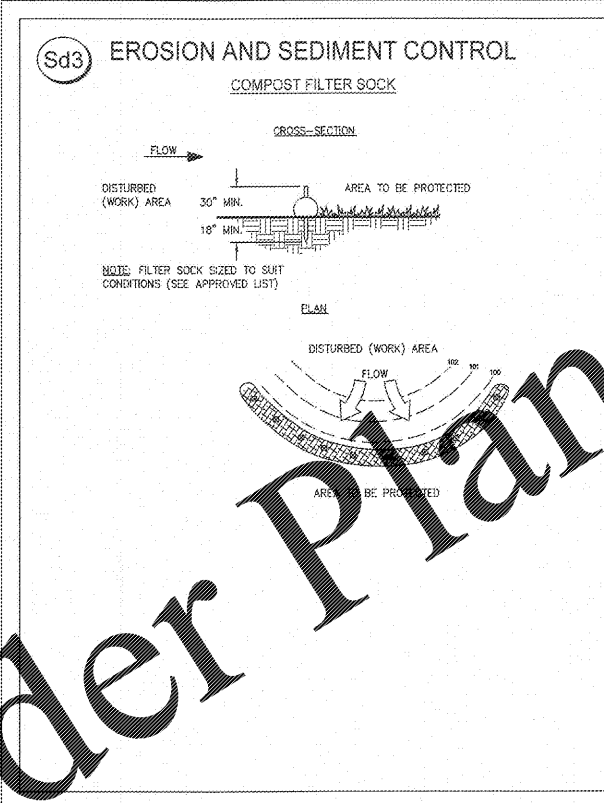 Sd3
EROSION AND SEDIMENT CONTROL
COMPOST FILTER SOCK
CROSS-SECTION
FLOW
DISTURBED
(WORK) AREA
AREA TO BE PROTECTED
30" MIN.
18" MIN.
NOTE: FILTER SOCK SIZED TO SUIT
CONDITIONS (SEE APPROVED LIST)
PLAN
DISTURBED (WORK) AREA
FLOW
102 101 100
AREA TO BE PROTECTED
der Plan